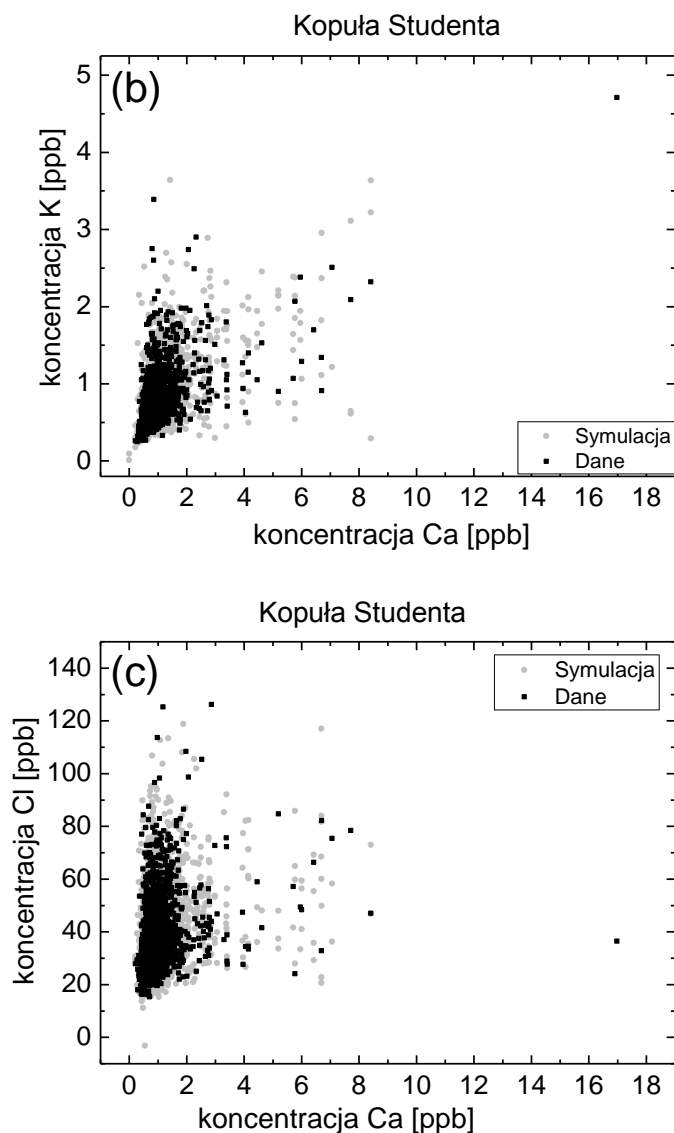 Kopuła Studenta
(b)
5
4
3
2
1
0
koncentracja K [ppb]
Symulacja
Dane
0 2 4 6 8 10 12 14 16 18
koncentracja Ca [ppb]
Kopuła Studenta
(c)
140
120
100
80
60
40
20
0
koncentracja Cl [ppb]
Symulacja
Dane
0 2 4 6 8 10 12 14 16 18
koncentracja Ca [ppb]